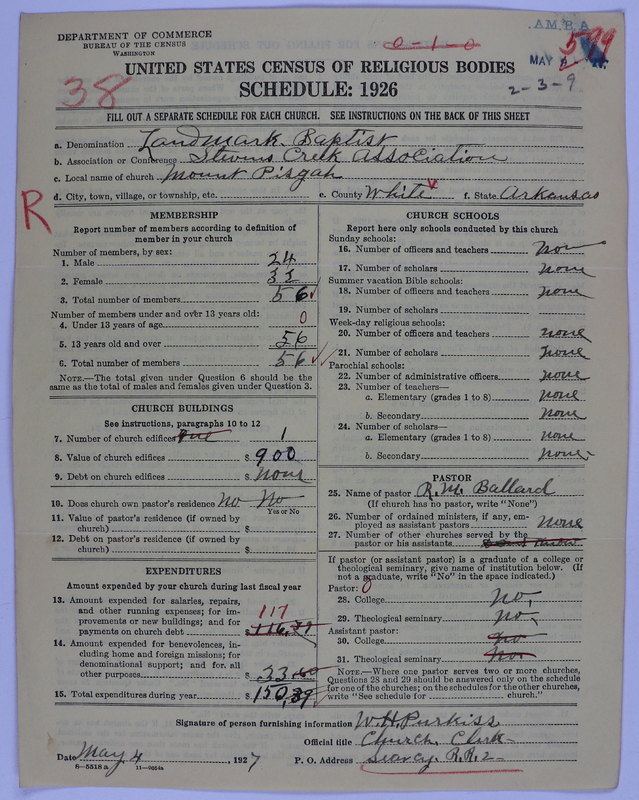 DEPARTMENT OF COMMERCE
BUREAU OF THE CENSUS
WASHINGTON
0-1-0
A.M.B.A.
MAY
599
2-3-9
38
UNITED STATES CENSUS OF RELIGIOUS BODIES
SCHEDULE: 1926
FILL OUT A SEPARATE SCHEDULE FOR EACH CHURCH. SEE INSTRUCTIONS ON THE BACK OF THIS SHEET
a. Denomination Landmark Baptist
b. Association or Conference Stevens Creek Association
c. Local name of church Mount Pisgah
R
d. City, town, village, or township, etc. e. County White x f. State Arkansas
MEMBERSHIP
Report number of members according to definition of
member in your church
Number of members, by sex:
1. Male 24
2. Female 32
3. Total number of members 56 ✓
Number of members under and over 13 years old:
4. Under 13 years of age 0
5. 13 years old and over 56
6. Total number of members 56 ✓
NOTE.—The total given under Question 6 should be the
same as the total of males and females given under Question 3.
CHURCH BUILDINGS
See instructions, paragraphs 10 to 12
7. Number of church edifices one 1
8. Value of church edifices $ 900
9. Debt on church edifices $ none
10. Does church own pastor's residence No No
Yes or No
11. Value of pastor's residence (if owned by
church) $
12. Debt on pastor's residence (if owned by
church) $
EXPENDITURES
Amount expended by your church during last fiscal year
13. Amount expended for salaries, repairs,
and other running expenses; for im-
provements or new buildings; and for
payments on church debt $ 117
14. Amount expended for benevolences, in-
cluding home and foreign missions; for
denominational support; and for all
other purposes $ 33
15. Total expenditures during year $ 150
CHURCH SCHOOLS
Report here only schools conducted by this church
Sunday schools:
16. Number of officers and teachers
17. Number of scholars none
Summer vacation Bible schools:
18. Number of officers and teachers none
19. Number of scholars
Week-day religious schools:
20. Number of officers and teachers none
21. Number of scholars none
Parochial schools:
22. Number of administrative officers none
23. Number of teachers—
a. Elementary (grades 1 to 8) none
b. Secondary none
24. Number of scholars—
a. Elementary (grades 1 to 8) none
b. Secondary none
PASTOR
25. Name of pastor R. M. Ballard
(If church has no pastor, write "None")
26. Number of ordained ministers, if any, em-
ployed as assistant pastors none
27. Number of other churches served by the
pastor or his assistants
If pastor (or assistant pastor) is a graduate of a college or
theological seminary, give name of institution below. (If
not a graduate, write "No" in the space indicated.)
Pastor: 0
28. College no,
29. Theological seminary no,
Assistant pastor:
30. College no
31. Theological seminary no
NOTE.—Where one pastor serves two or more churches,
Questions 28 and 29 should be answered only on the schedule
for one of the churches; on the schedules for the other churches,
write "See schedule for church."
Signature of person furnishing information W. H. Purkiss
Official title Church Clerk
Date May 4, 1927 P. O. Address Searcy. R.R. 2
8—5518 a 11—9664a